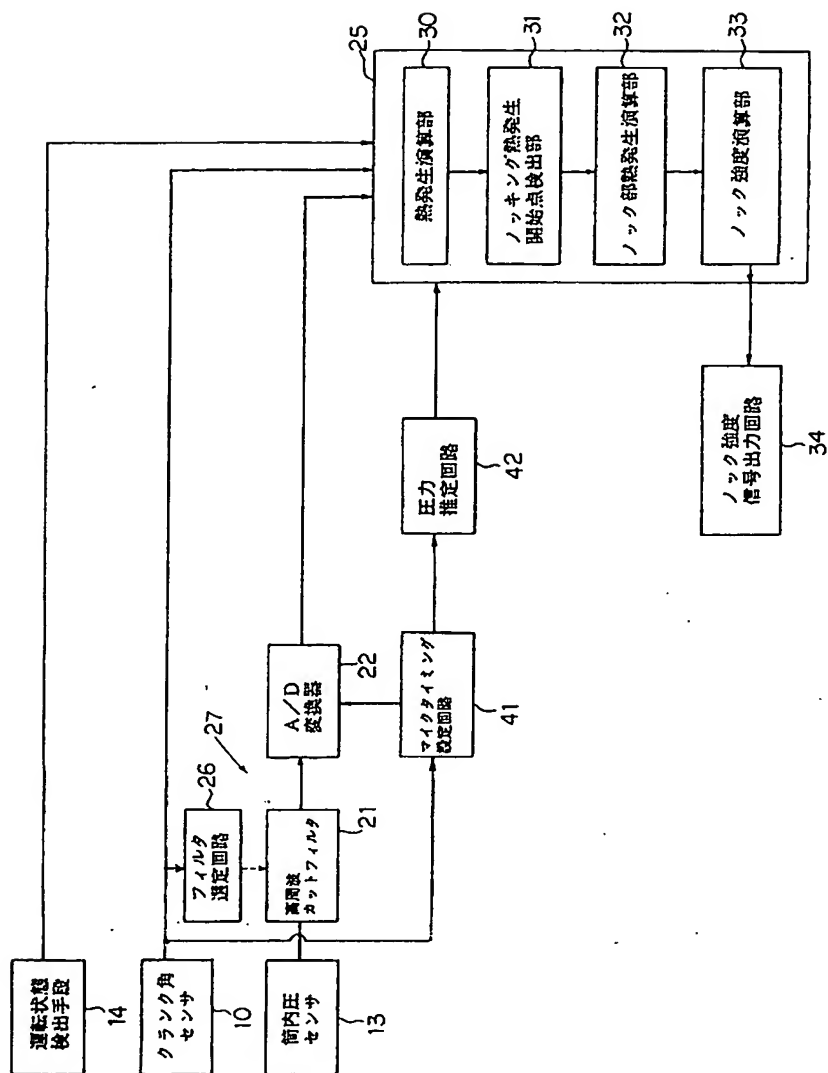 運転状態
検出手段
14
クランク角
センサ
10
筒内圧
センサ
13
フィルタ
選定回路
26
27
高周波
カットフィルタ
21
A/D
変換器
22
マイクタイミング
設定回路
41
圧力
推定回路
42
25
熱発生演算部
30
ノッキング熱発生
開始点検出部
31
ノック部熱発生演算部
32
ノック強度演算部
33
ノック強度
信号出力回路
34